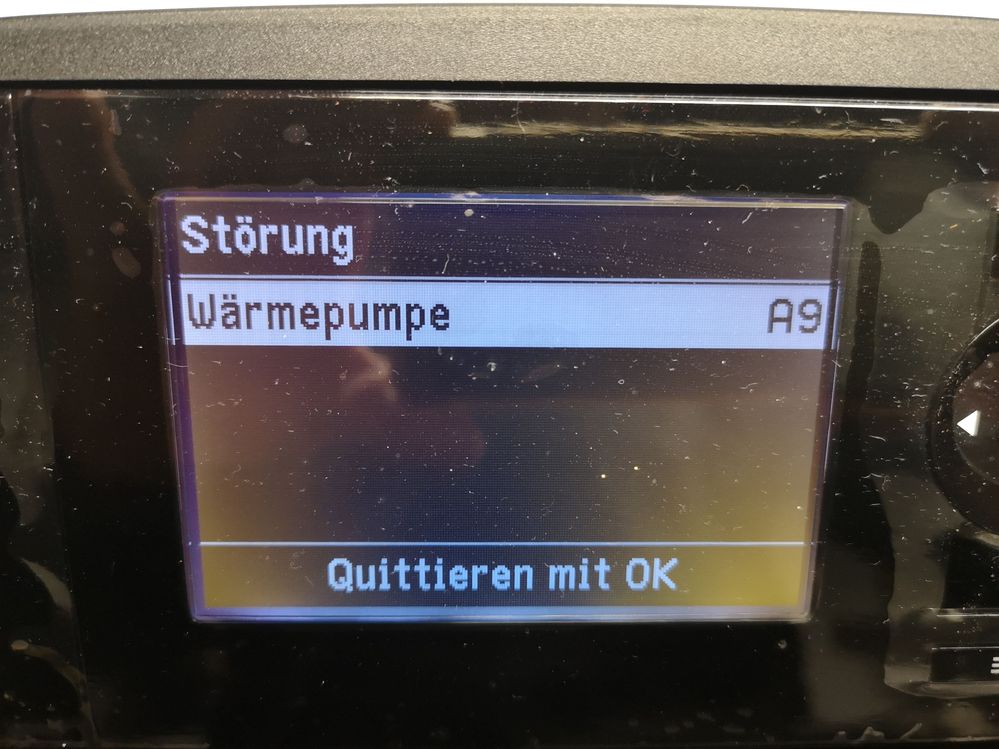 Störung
Wärmepumpe A9
Quittieren mit OK